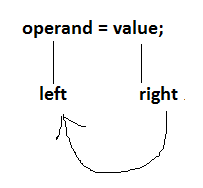 operand = value;
left right